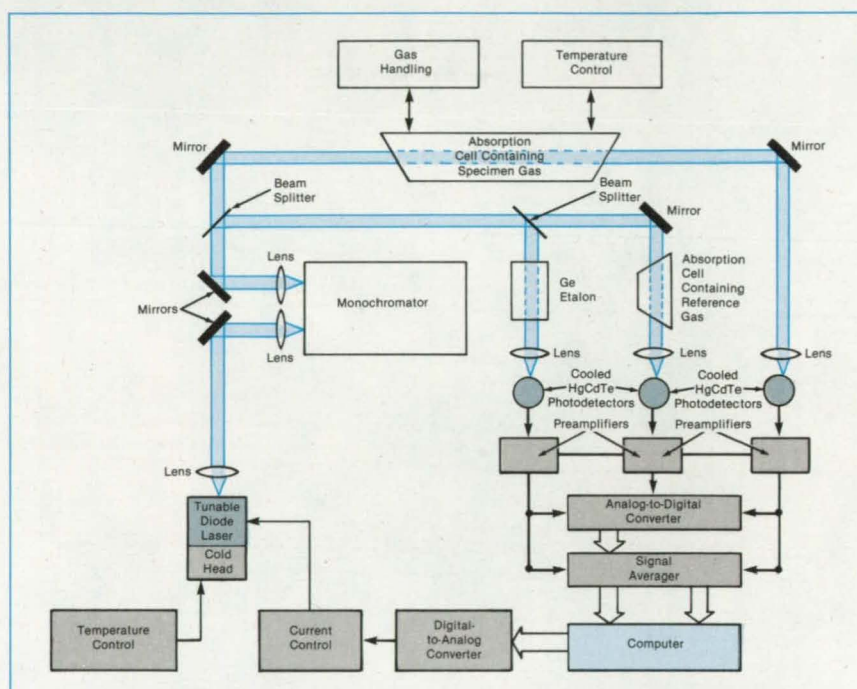 Gas
Handling
Temperature
Control
Mirror
Absorption
Cell Containing
Specimen Gas
Mirror
Beam
Splitter
Beam
Splitter
Mirror
Lens
Absorption
Cell
Containing
Reference
Gas
Ge
Etalon
Monochromator
Mirrors
Lens
Lens
Lens
Lens
Cooled
HgCdTe
Photodetectors
Cooled
HgCdTe
Photodetectors
Preamplifiers
Preamplifiers
Lens
Tunable
Diode
Laser
Cold
Head
Analog-to-Digital
Converter
Signal
Averager
Temperature
Control
Current
Control
Digital-
to-Analog
Converter
Computer